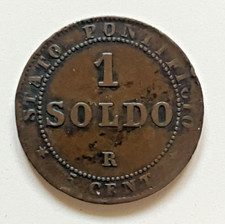 STATO PONTIFICIO
1
SOLDO
R
* 5 CENT *